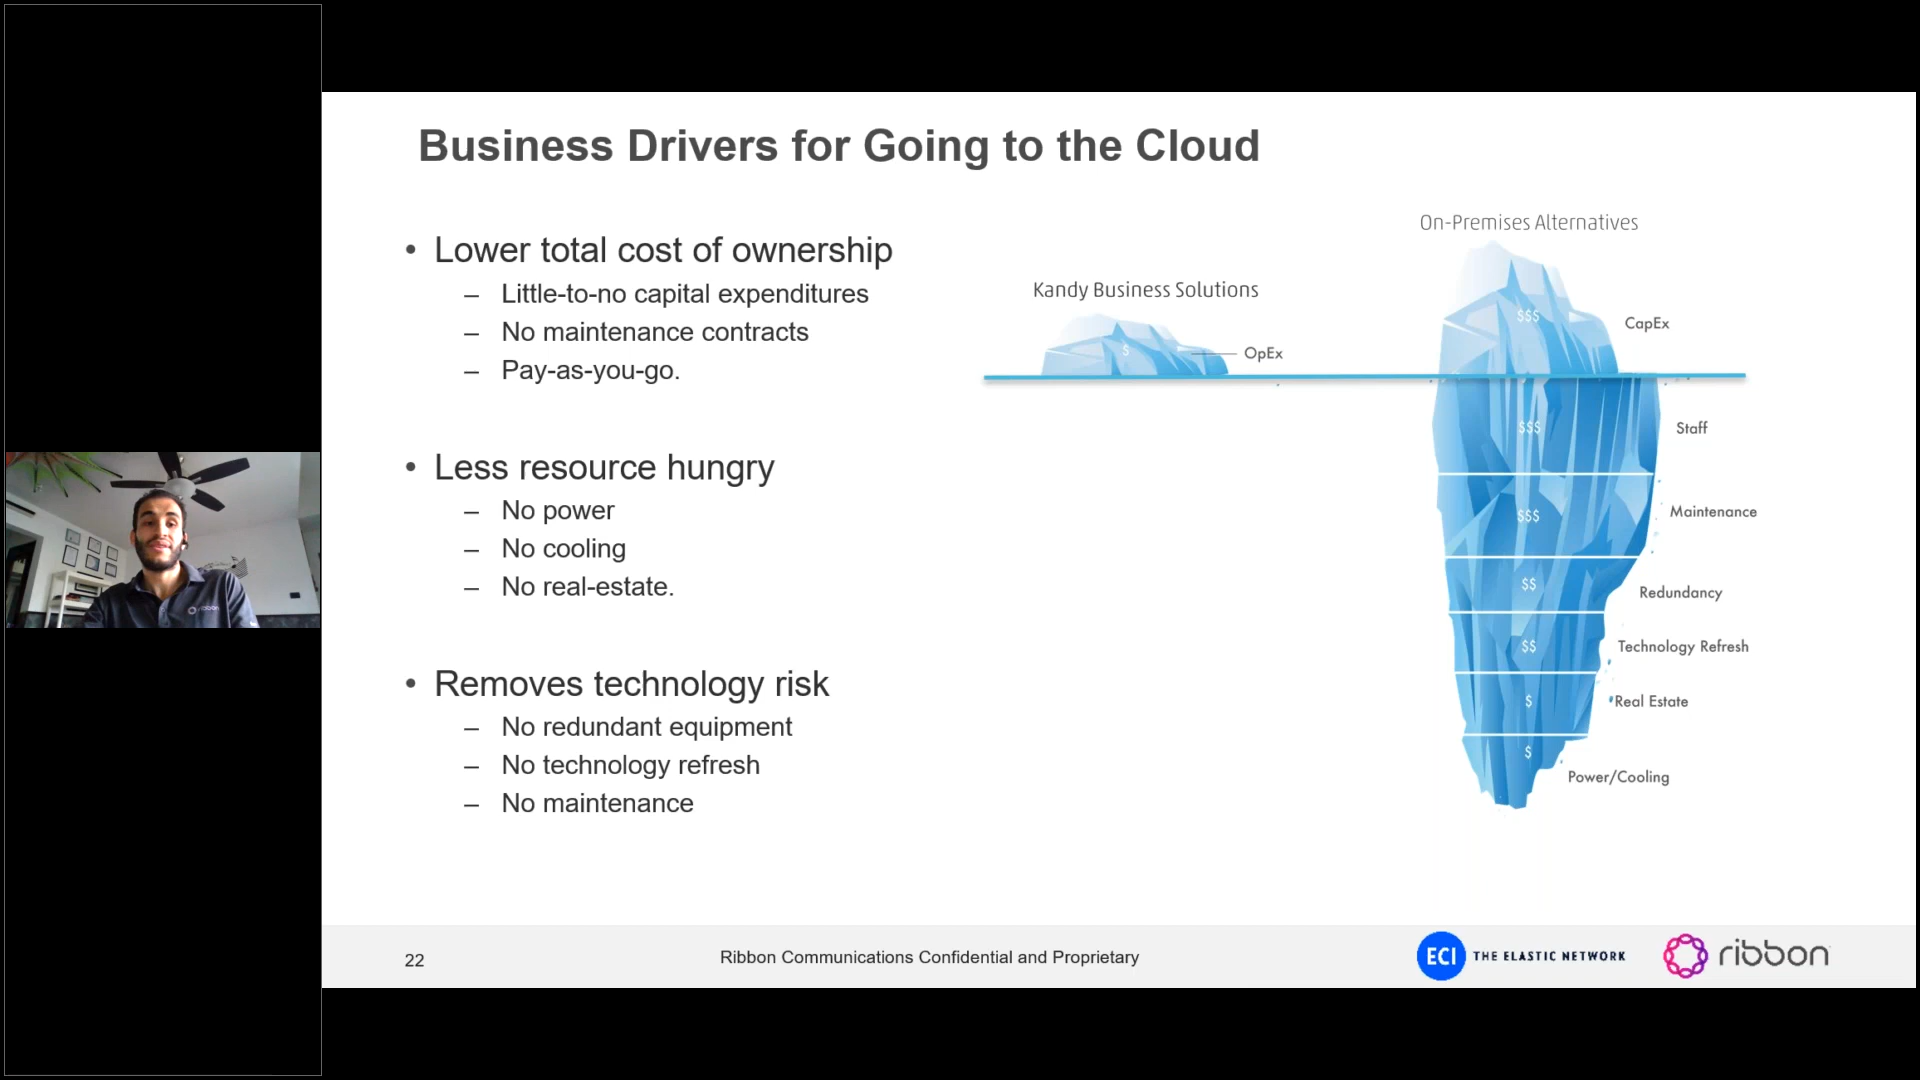 Business Drivers for Going to the Cloud
• Lower total cost of ownership
– Little-to-no capital expenditures
– No maintenance contracts
– Pay-as-you-go.
• Less resource hungry
– No power
– No cooling
– No real-estate.
• Removes technology risk
– No redundant equipment
– No technology refresh
– No maintenance
Kandy Business Solutions
$
OpEx
On-Premises Alternatives
$$$
CapEx
$$$
Staff
$$$
Maintenance
$$
Redundancy
$$
Technology Refresh
$
Real Estate
$
Power/Cooling
22
Ribbon Communications Confidential and Proprietary
ECI THE ELASTIC NETWORK
ribbon
ribbon